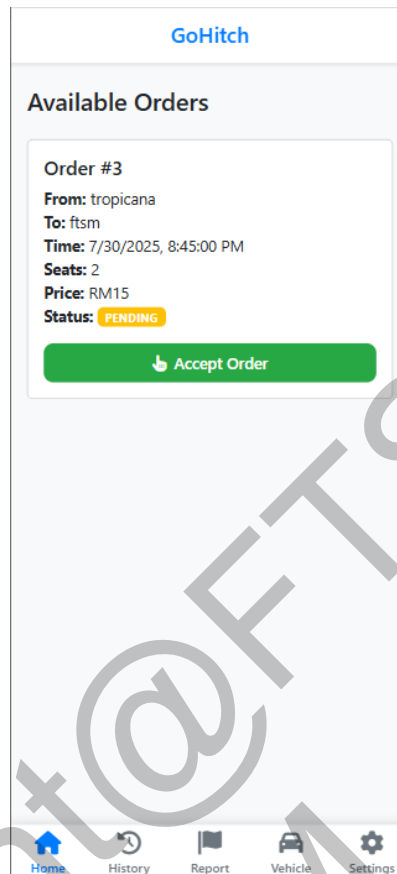 GoHitch
Available Orders
Order #3
From: tropicana
To: ftsm
Time: 7/30/2025, 8:45:00 PM
Seats: 2
Price: RM15
Status: PENDING
Accept Order
Home History Report Vehicle Settings